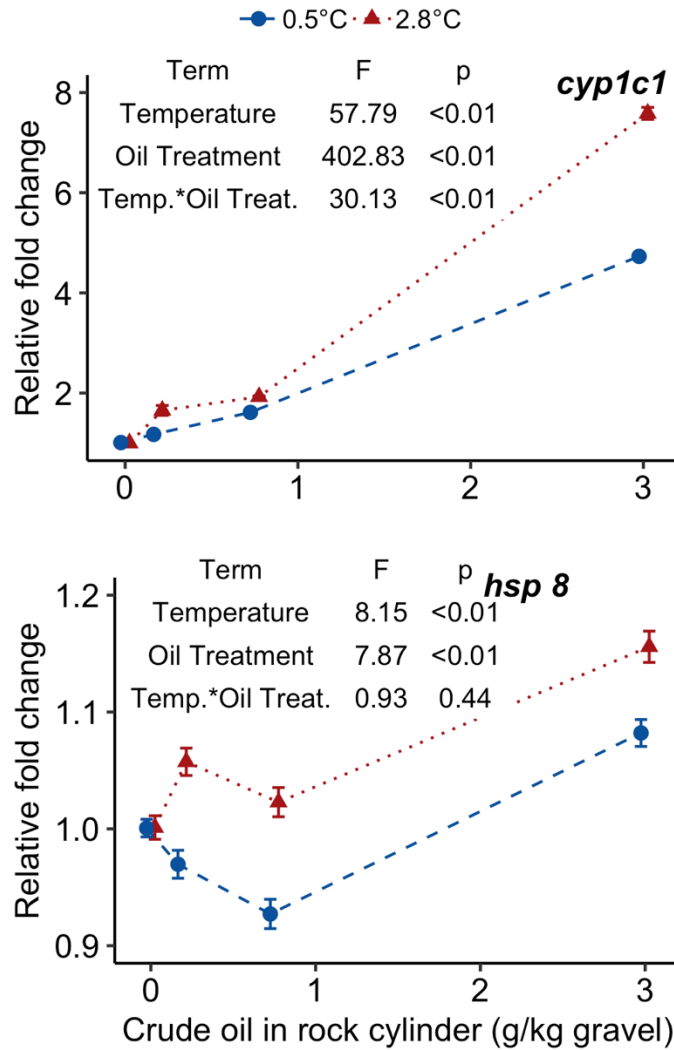 0.5°C 2.8°C
Term F p
cyp1c1
Temperature 57.79 <0.01
Oil Treatment 402.83 <0.01
Temp.*Oil Treat. 30.13 <0.01
Relative fold change
8
6
4
2
0 1 2 3
Term F p
hsp 8
Temperature 8.15 <0.01
Oil Treatment 7.87 <0.01
Temp.*Oil Treat. 0.93 0.44
Relative fold change
1.2
1.1
1.0
0.9
0 1 2 3
Crude oil in rock cylinder (g/kg gravel)